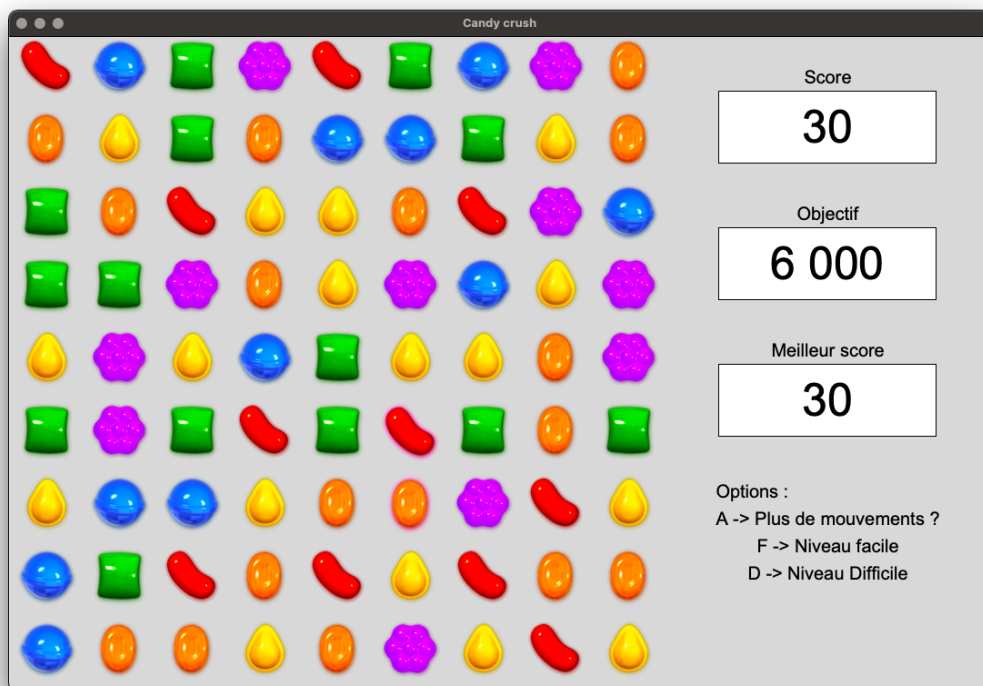 Candy crush
Score
30
Objectif
6 000
Meilleur score
30
Options :
A -> Plus de mouvements ?
F -> Niveau facile
D -> Niveau Difficile